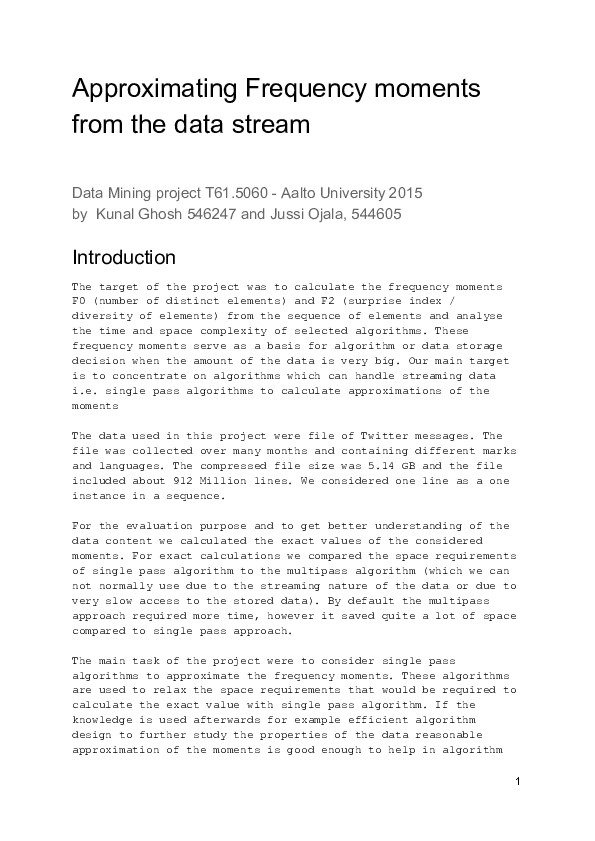 Approximating Frequency moments
from the data stream
Data Mining project T61.5060 - Aalto University 2015
by  Kunal Ghosh 546247 and Jussi Ojala, 544605
Introduction
The target of the project was to calculate the frequency moments
F0 (number of distinct elements) and F2 (surprise index /
diversity of elements) from the sequence of elements and analyse
the time and space complexity of selected algorithms. These
frequency moments serve as a basis for algorithm or data storage
decision when the amount of the data is very big. Our main target
is to concentrate on algorithms which can handle streaming data
i.e. single pass algorithms to calculate approximations of the
moments
The data used in this project were file of Twitter messages. The
file was collected over many months and containing different marks
and languages. The compressed file size was 5.14 GB and the file
included about 912 Million lines. We considered one line as a one
instance in a sequence.
For the evaluation purpose and to get better understanding of the
data content we calculated the exact values of the considered
moments. For exact calculations we compared the space requirements
of single pass algorithm to the multipass algorithm (which we can
not normally use due to the streaming nature of the data or due to
very slow access to the stored data). By default the multipass
approach required more time, however it saved quite a lot of space
compared to single pass approach.
The main task of the project were to consider single pass
algorithms to approximate the frequency moments. These algorithms
are used to relax the space requirements that would be required to
calculate the exact value with single pass algorithm. If the
knowledge is used afterwards for example efficient algorithm
design to further study the properties of the data reasonable
approximation of the moments is good enough to help in algorithm
1